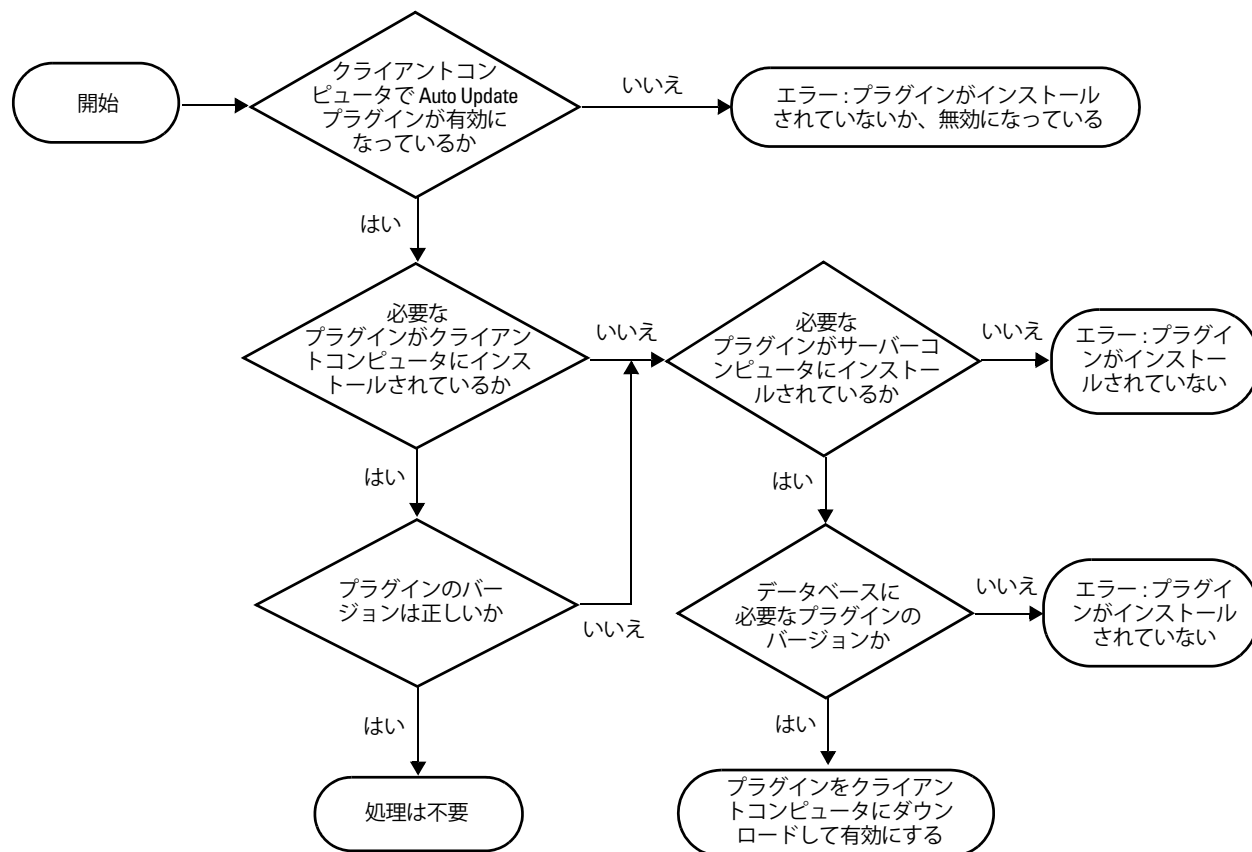 開始
クライアントコン
ピュータで Auto Update
プラグインが有効に
なっているか
いいえ
エラー : プラグインがインストール
されていないか、無効になっている
はい
必要な
プラグインがクライアン
トコンピュータにインス
トールされているか
いいえ
必要な
プラグインがサーバーコ
ンピュータにインストー
ルされているか
いいえ
エラー : プラグイ
ンがインストー
ルされていない
はい
はい
プラグインのバー
ジョンは正しいか
いいえ
データベースに
必要なプラグインの
バージョンか
いいえ
エラー : プラグイ
ンがインストール
されていない
はい
はい
処理は不要
プラグインをクライアン
トコンピュータにダウン
ロードして有効にする